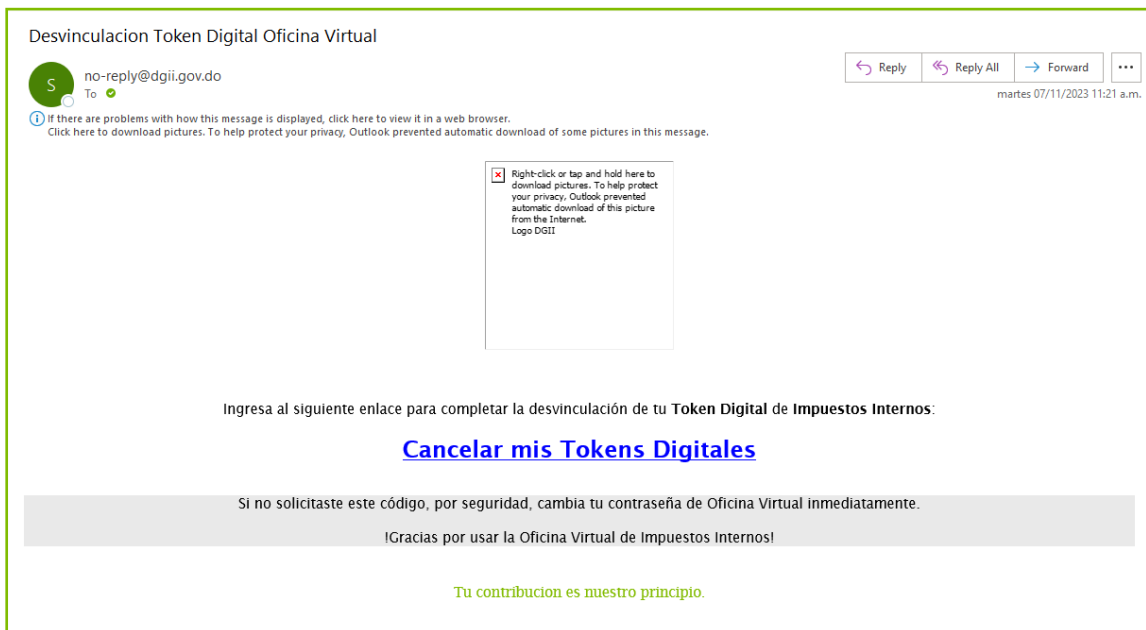 Desvinculacion Token Digital Oficina Virtual
S
no-reply@dgii.gov.do
To
Reply
Reply All
Forward
martes 07/11/2023 11:21 a.m.
If there are problems with how this message is displayed, click here to view it in a web browser.
Click here to download pictures. To help protect your privacy, Outlook prevented automatic download of some pictures in this message.
Right-click or tap and hold here to
download pictures. To help protect
your privacy, Outlook prevented
automatic download of this picture
from the Internet.
Logo DGII
Ingresa al siguiente enlace para completar la desvinculación de tu Token Digital de Impuestos Internos:
Cancelar mis Tokens Digitales
Si no solicitaste este código, por seguridad, cambia tu contraseña de Oficina Virtual inmediatamente.
!Gracias por usar la Oficina Virtual de Impuestos Internos!
Tu contribucion es nuestro principio.